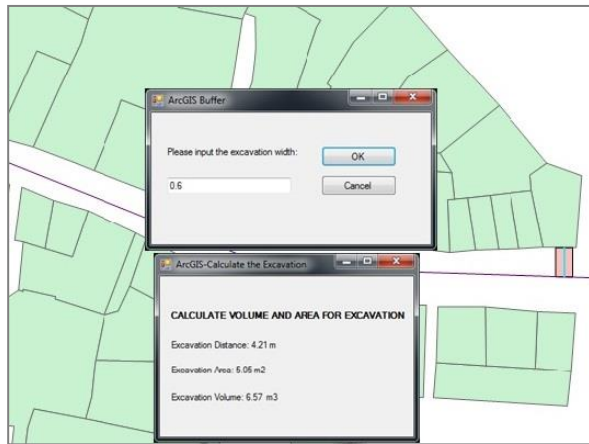 ArcGIS Buffer
Please input the excavation width:
OK
0.6
Cancel
ArcGIS-Calculate the Excavation
CALCULATE VOLUME AND AREA FOR EXCAVATION
Excavation Distance: 4.21 m
Excavation Area: 5.05 m2
Excavation Volume: 6.57 m3